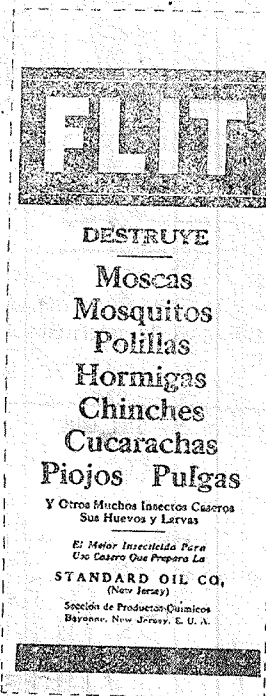 FLIT
DESTRUYE
Moscas
Mosquitos
Polillas
Hormigas
Chinches
Cucarachas
Piojos Pulgas
Y Otros Muchos Insectos Caseros
Sus Huevos y Larvas
El Mejor Insecticida Para
Uso Casero Que Prepara La
STANDARD OIL CO,
(New Jersey)
Sección de Productos Químicos
Bayonne, New Jersey, E. U. A.